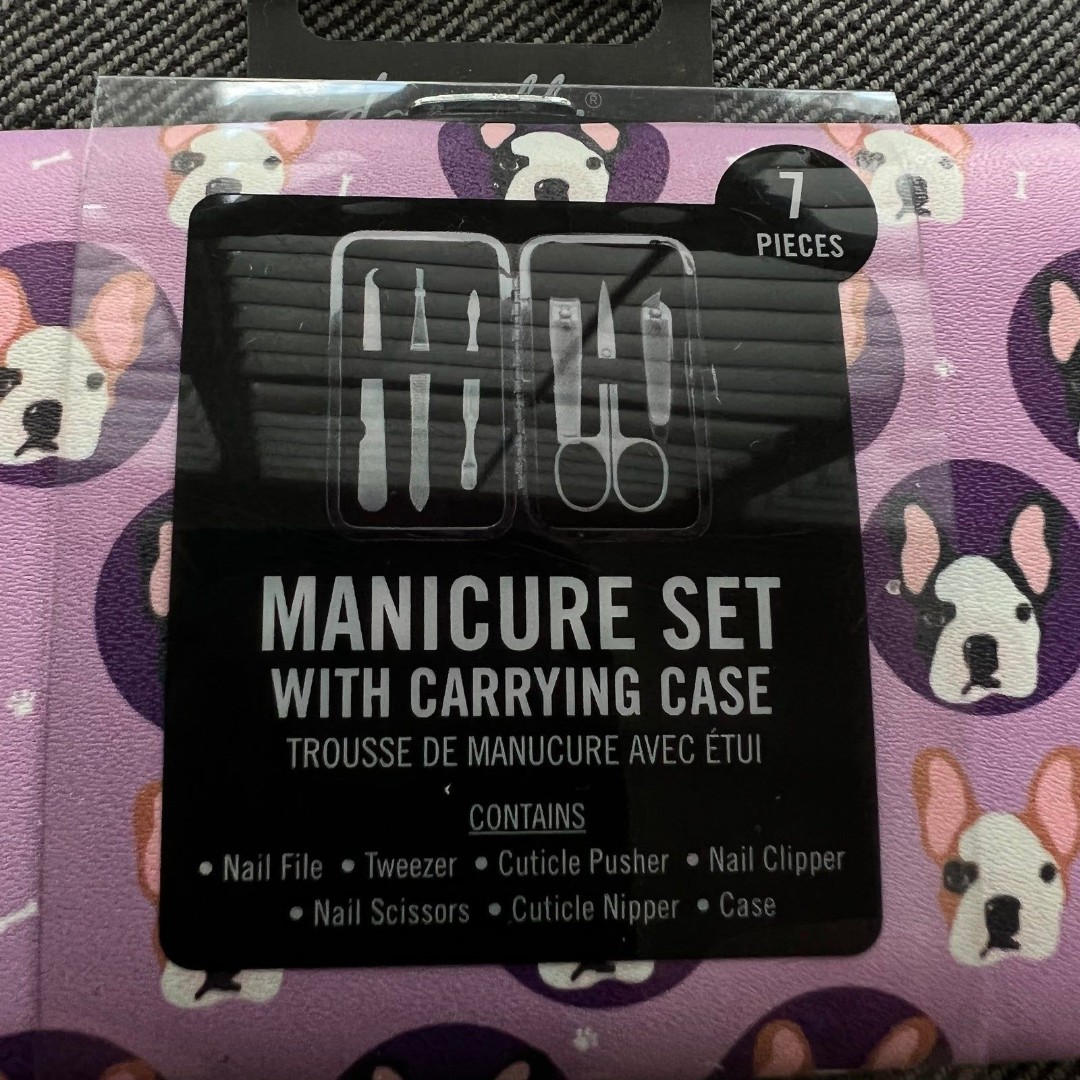 ®
7
PIECES
MANICURE SET
WITH CARRYING CASE
TROUSSE DE MANUCURE AVEC ÉTUI
CONTAINS
• Nail File • Tweezer • Cuticle Pusher • Nail Clipper
• Nail Scissors • Cuticle Nipper • Case